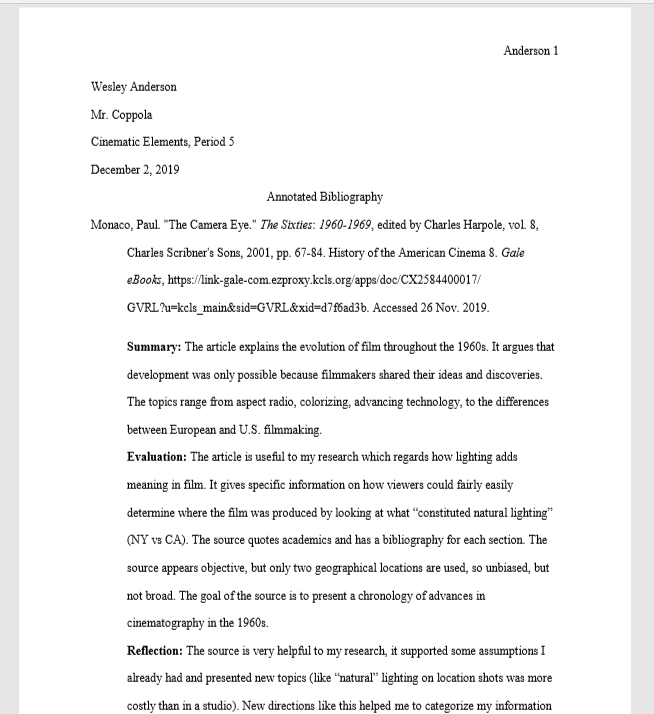 Anderson 1
Wesley Anderson
Mr. Coppola
Cinematic Elements, Period 5
December 2, 2019
Annotated Bibliography
Monaco, Paul. "The Camera Eye." The Sixties: 1960-1969, edited by Charles Harpole, vol. 8,
Charles Scribner's Sons, 2001, pp. 67-84. History of the American Cinema 8. Gale
eBooks, https://link-gale-com.ezproxy.kcls.org/apps/doc/CX2584400017/
GVRL?u=kcls_main&sid=GVRL&xid=d7f6ad3b. Accessed 26 Nov. 2019.
Summary: The article explains the evolution of film throughout the 1960s. It argues that
development was only possible because filmmakers shared their ideas and discoveries.
The topics range from aspect radio, colorizing, advancing technology, to the differences
between European and U.S. filmmaking.
Evaluation: The article is useful to my research which regards how lighting adds
meaning in film. It gives specific information on how viewers could fairly easily
determine where the film was produced by looking at what “constituted natural lighting”
(NY vs CA). The source quotes academics and has a bibliography for each section. The
source appears objective, but only two geographical locations are used, so unbiased, but
not broad. The goal of the source is to present a chronology of advances in
cinematography in the 1960s.
Reflection: The source is very helpful to my research, it supported some assumptions I
already had and presented new topics (like “natural” lighting on location shots was more
costly than in a studio). New directions like this helped me to categorize my information